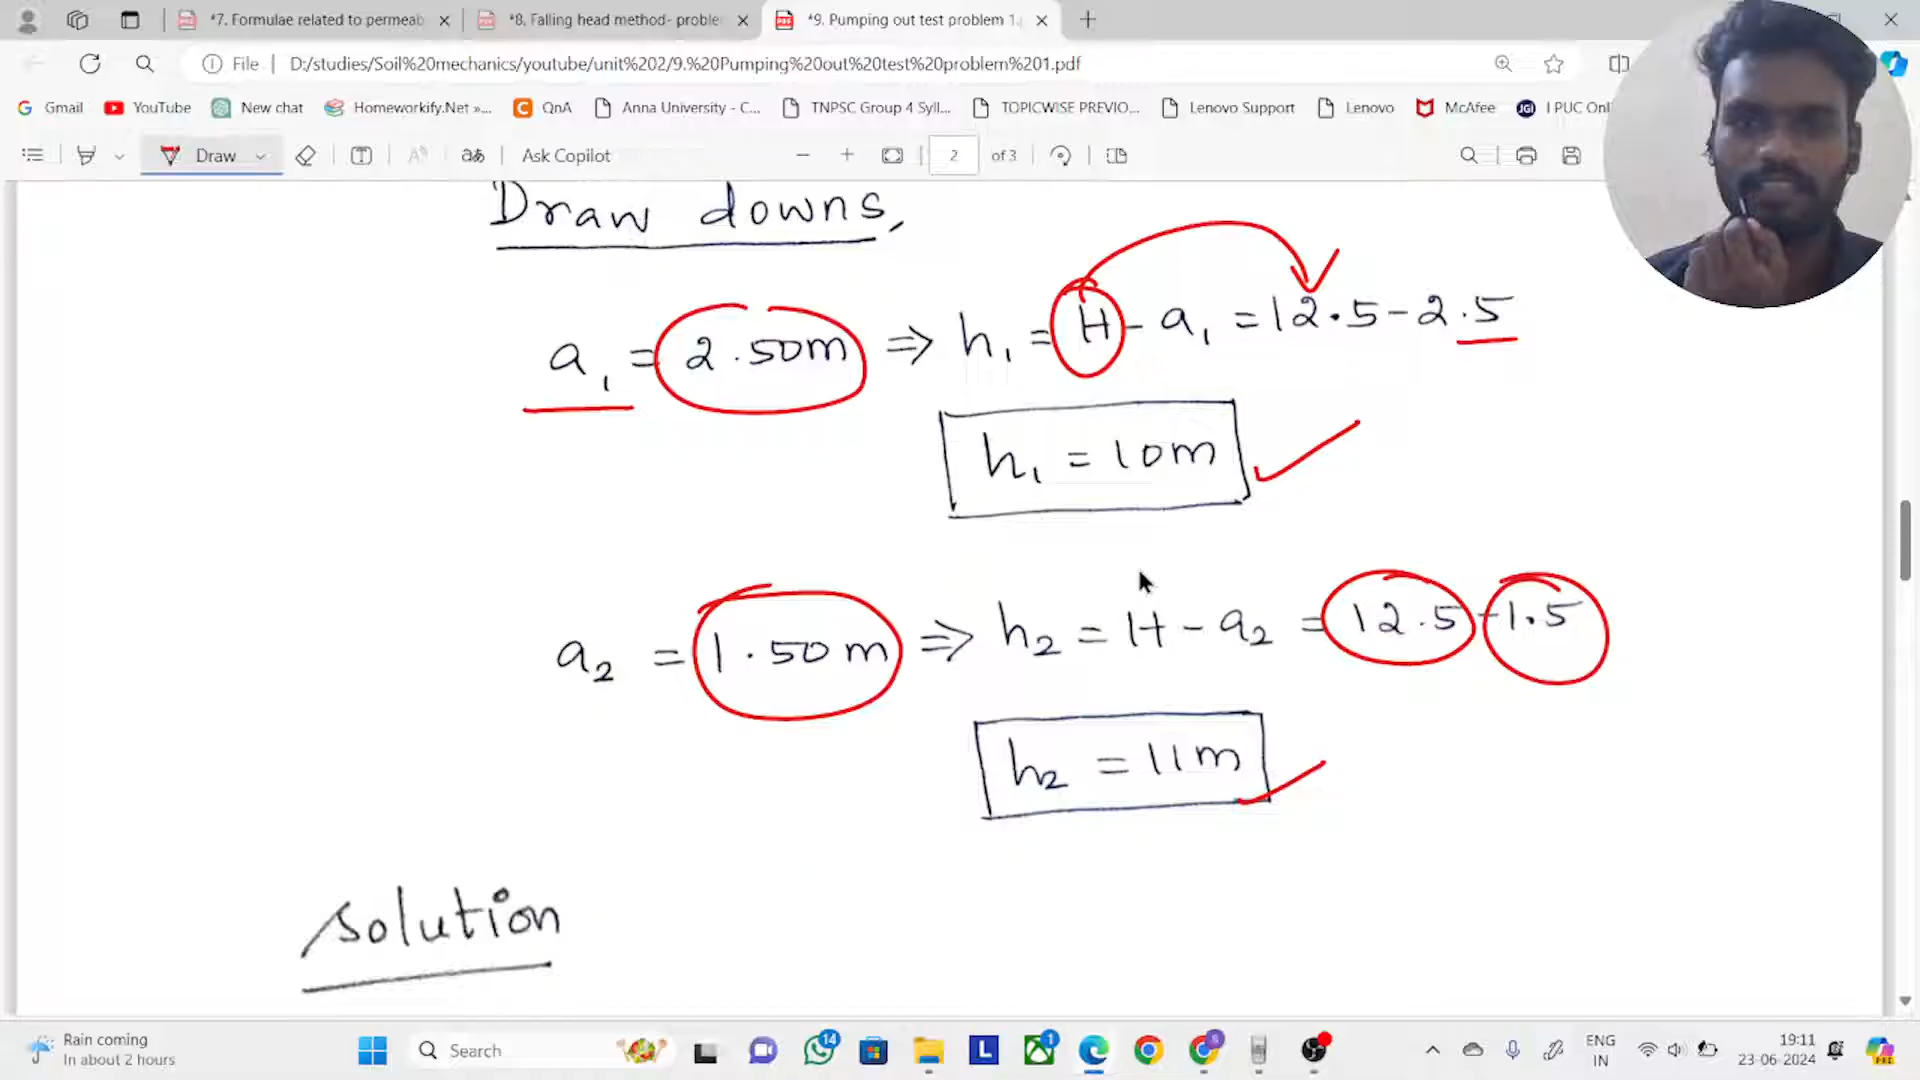 *7. Formulae related to permeab
*8. Falling head method- proble
*9. Pumping out test problem 1.
File | D:/studies/Soil%20mechanics/youtube/unit%202/9.%20Pumping%20out%20test%20problem%201.pdf
Gmail YouTube New chat Homeworkify.Net »... QnA Anna University - C... TNPSC Group 4 Syll... TOPICWISE PREVIO... Lenovo Support Lenovo McAfee I PUC Onl
Draw Ask Copilot 2 of 3
Draw downs,
a₁ = 2.50m ⇒ h₁ = H - a₁ = 12.5 - 2.5
h₁ = 10m
a₂ = 1.50 m ⇒ h₂ = H - a₂ = 12.5 - 1.5
h₂ = 11m
solution
Rain coming
In about 2 hours
Search
14
1
ENG
IN
19:11
23-06-2024